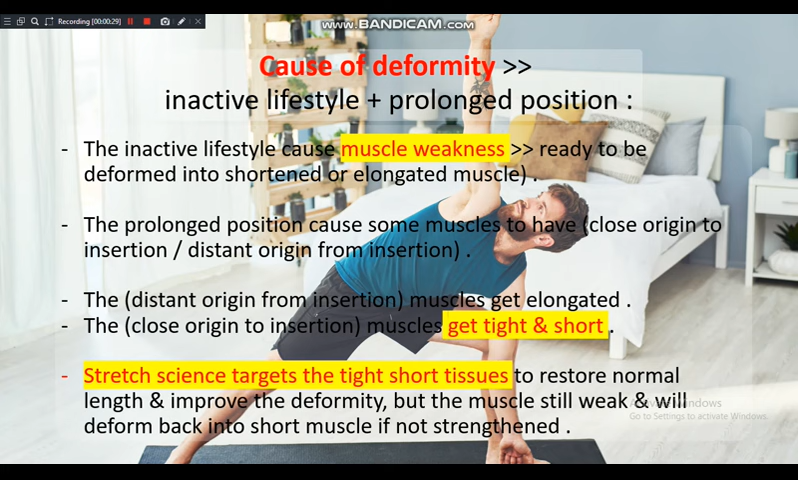 Recording [00:00:29]
www.BANDICAM.com
Cause of deformity >>
inactive lifestyle + prolonged position :
- The inactive lifestyle cause muscle weakness >> ready to be
deformed into shortened or elongated muscle) .
- The prolonged position cause some muscles to have (close origin to
insertion / distant origin from insertion) .
- The (distant origin from insertion) muscles get elongated .
- The (close origin to insertion) muscles get tight & short .
- Stretch science targets the tight short tissues to restore normal
length & improve the deformity, but the muscle still weak & will
deform back into short muscle if not strengthened .
Activate Windows
Go to Settings to activate Windows.